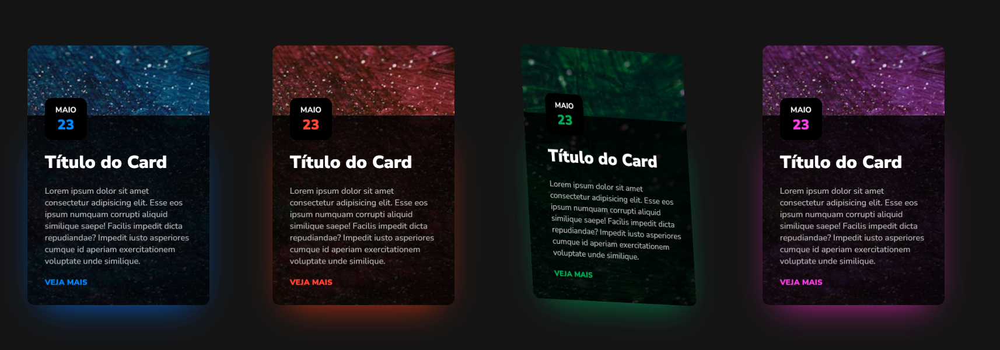 MAIO
23
Título do Card
Lorem ipsum dolor sit amet
consectetur adipisicing elit. Esse eos
ipsum numquam corrupti aliquid
similique saepe! Facilis impedit dicta
repudiandae? Impedit iusto asperiores
cumque id aperiam exercitationem
voluptate unde similique.
VEJA MAIS
MAIO
23
Título do Card
Lorem ipsum dolor sit amet
consectetur adipisicing elit. Esse eos
ipsum numquam corrupti aliquid
similique saepe! Facilis impedit dicta
repudiandae? Impedit iusto asperiores
cumque id aperiam exercitationem
voluptate unde similique.
VEJA MAIS
MAIO
23
Título do Card
Lorem ipsum dolor sit amet
consectetur adipisicing elit. Esse eos
ipsum numquam corrupti aliquid
similique saepe! Facilis impedit dicta
repudiandae? Impedit iusto asperiores
cumque id aperiam exercitationem
voluptate unde similique.
VEJA MAIS
MAIO
23
Título do Card
Lorem ipsum dolor sit amet
consectetur adipisicing elit. Esse eos
ipsum numquam corrupti aliquid
similique saepe! Facilis impedit dicta
repudiandae? Impedit iusto asperiores
cumque id aperiam exercitationem
voluptate unde similique.
VEJA MAIS